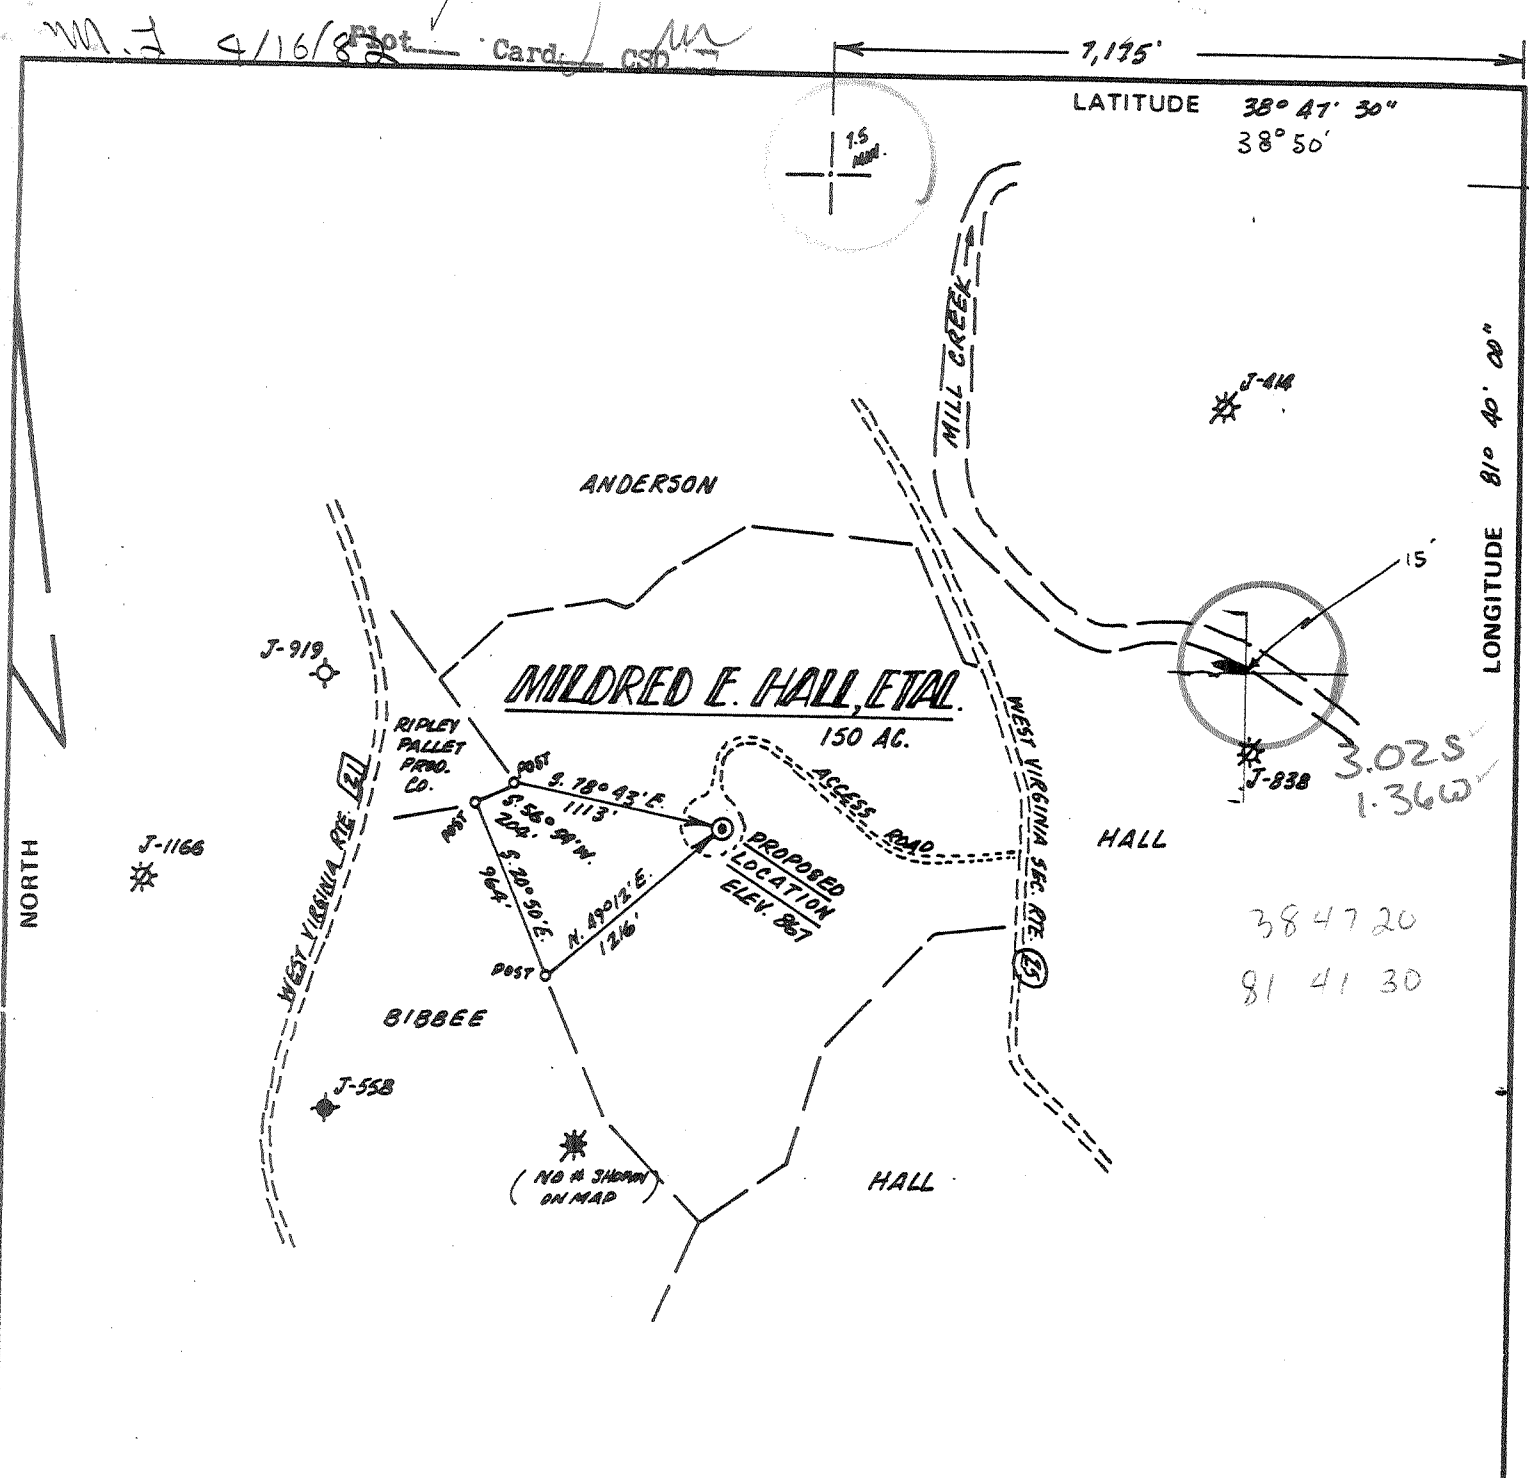 4/16/82 Plot Card CSD
7,175'
LATITUDE 38° 47' 30"
38° 50'
7.5
MIN.
MILL CREEK
J-414
LONGITUDE 81° 40' 00"
ANDERSON
15'
J-919
MILDRED E. HALL, ETAL.
150 AC.
RIPLEY
PALLET
PROD.
CO.
POST
S. 78° 43' E.
1113'
S. 56° 94' W.
204'
POST
ACCESS ROAD
WEST VIRGINIA SEC. RTE. 25
J-838
3.02S
1.36W
WEST VIRGINIA RTE. 21
J-1166
NORTH
PROPOSED
LOCATION
ELEV. 867
HALL
S. 20° 50' E.
964'
N. 49° 12' E.
1216'
POST
384720
81 41 30
BIBBEE
J-558
(NO # SHOWN
ON MAP)
HALL